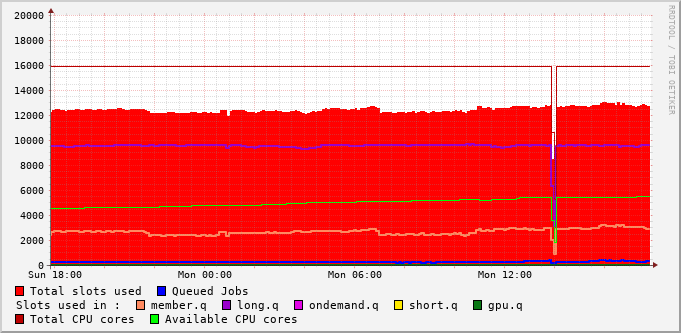 20000
18000
16000
14000
12000
10000
8000
6000
4000
2000
0
Sun 18:00 Mon 00:00 Mon 06:00 Mon 12:00
RRDTOOL / TOBI OETIKER
Total slots used Queued Jobs
Slots used in : member.q long.q ondemand.q short.q gpu.q
Total CPU cores Available CPU cores